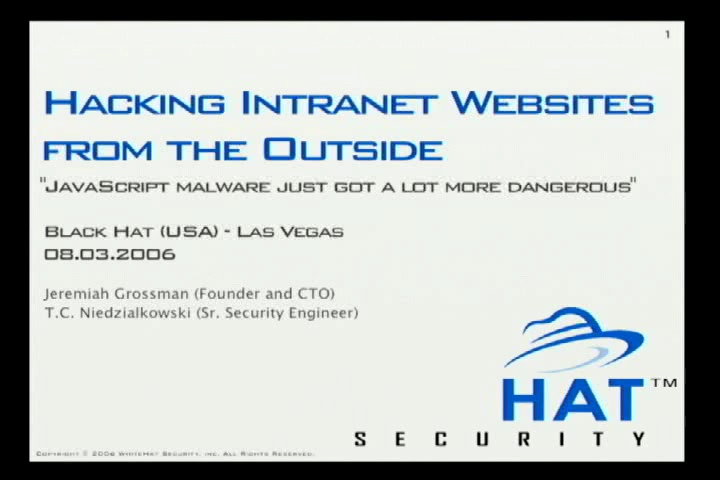 1
Hacking Intranet Websites
from the Outside
"JavaScript malware just got a lot more dangerous"
Black Hat (USA) - Las Vegas
08.03.2006
Jeremiah Grossman (Founder and CTO)
T.C. Niedzialkowski (Sr. Security Engineer)
HAT™
SECURITY
Copyright © 2006 WhiteHat Security, inc. All Rights Reserved.